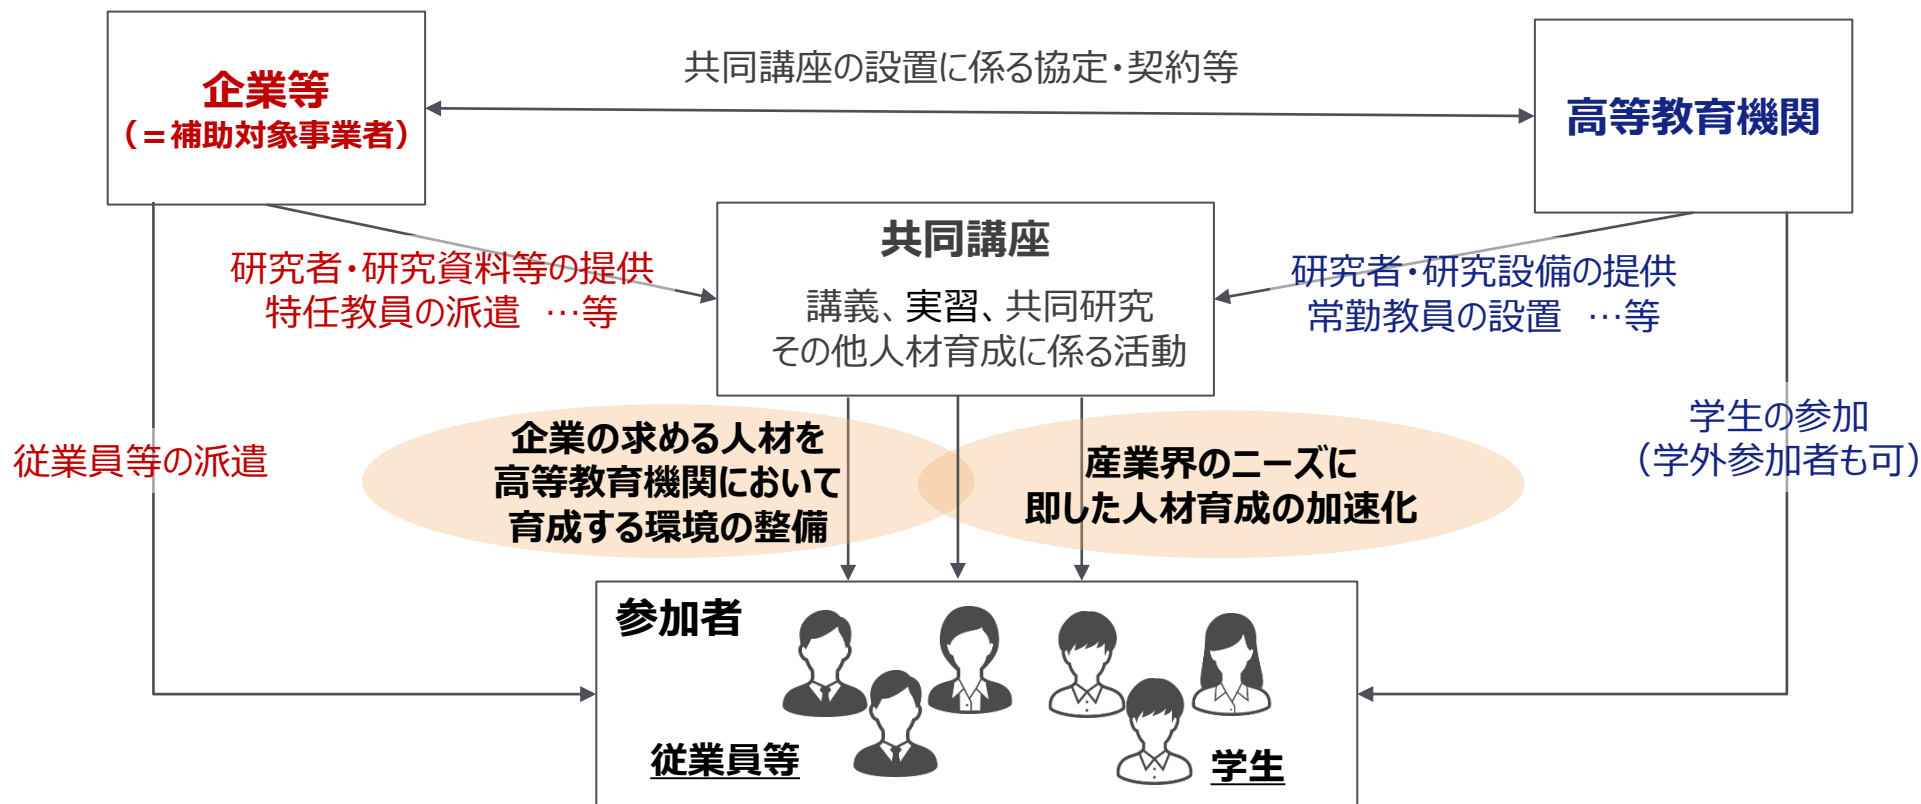 企業等
（＝補助対象事業者）
共同講座の設置に係る協定・契約等
高等教育機関
研究者・研究資料等の提供
特任教員の派遣　…等
共同講座
講義、実習、共同研究
その他人材育成に係る活動
研究者・研究設備の提供
常勤教員の設置　…等
従業員等の派遣
企業の求める人材を
高等教育機関において
育成する環境の整備
産業界のニーズに
即した人材育成の加速化
学生の参加
（学外参加者も可）
参加者
従業員等
学生